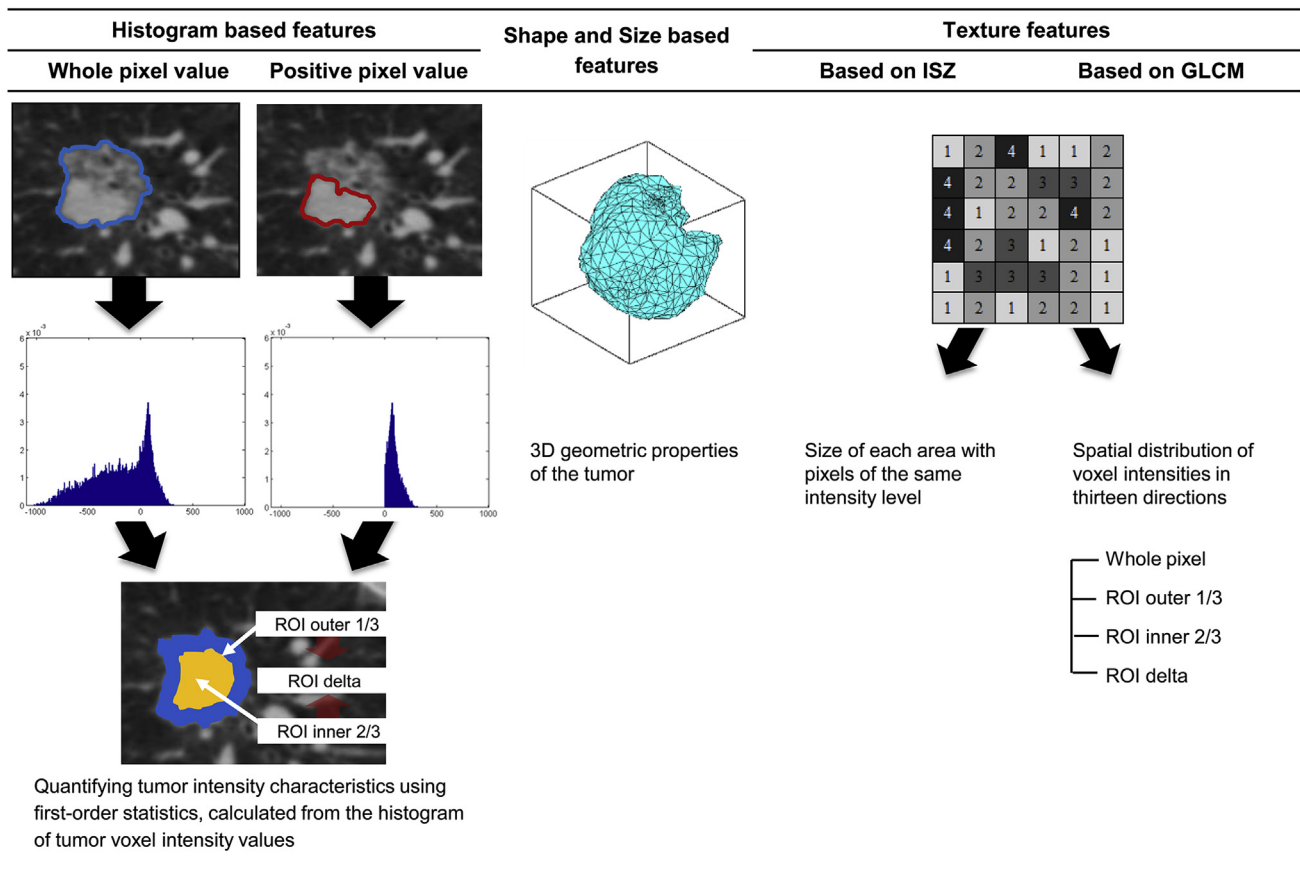 Histogram based features
Shape and Size based
features
Texture features
Whole pixel value
Positive pixel value
Based on ISZ
Based on GLCM
1 2 4 1 1 2
4 2 2 3 3 2
4 1 2 2 4 2
4 2 3 1 2 1
1 3 3 3 2 1
1 2 1 2 2 1
6 x 10⁻³
5
4
3
2
1
0
-1000 -500 0 500 1000
6 x 10⁻³
5
4
3
2
1
0
-1000 -500 0 500 1000
3D geometric properties
of the tumor
Size of each area with
pixels of the same
intensity level
Spatial distribution of
voxel intensities in
thirteen directions
Whole pixel
ROI outer 1/3
ROI inner 2/3
ROI delta
ROI outer 1/3
ROI delta
ROI inner 2/3
Quantifying tumor intensity characteristics using
first-order statistics, calculated from the histogram
of tumor voxel intensity values